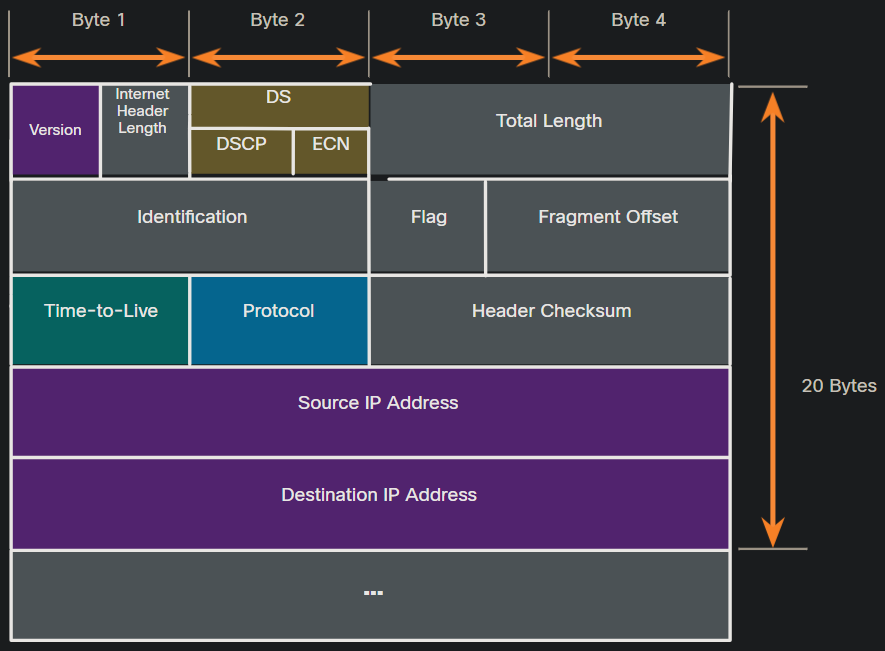 Byte 1
Byte 2
Byte 3
Byte 4
Version
Internet
Header
Length
DS
DSCP
ECN
Total Length
Identification
Flag
Fragment Offset
Time-to-Live
Protocol
Header Checksum
Source IP Address
20 Bytes
Destination IP Address
...